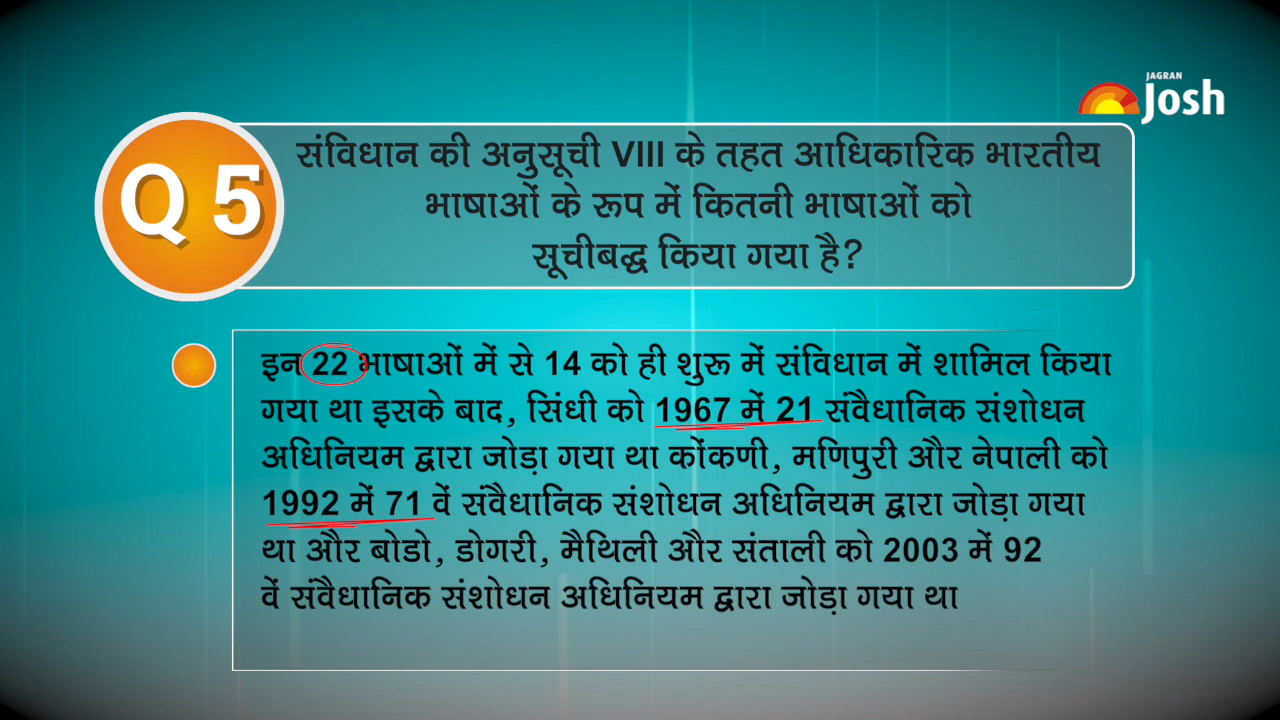 JAGRAN
Josh
Q 5
संविधान की अनुसूची VIII के तहत आधिकारिक भारतीय
भाषाओं के रूप में कितनी भाषाओं को
सूचीबद्ध किया गया है?
इन 22 भाषाओं में से 14 को ही शुरू में संविधान में शामिल किया
गया था इसके बाद, सिंधी को 1967 में 21 संवैधानिक संशोधन
अधिनियम द्वारा जोड़ा गया था कोंकणी, मणिपुरी और नेपाली को
1992 में 71 वें संवैधानिक संशोधन अधिनियम द्वारा जोड़ा गया
था और बोडो, डोगरी, मैथिली और संताली को 2003 में 92
वें संवैधानिक संशोधन अधिनियम द्वारा जोड़ा गया था